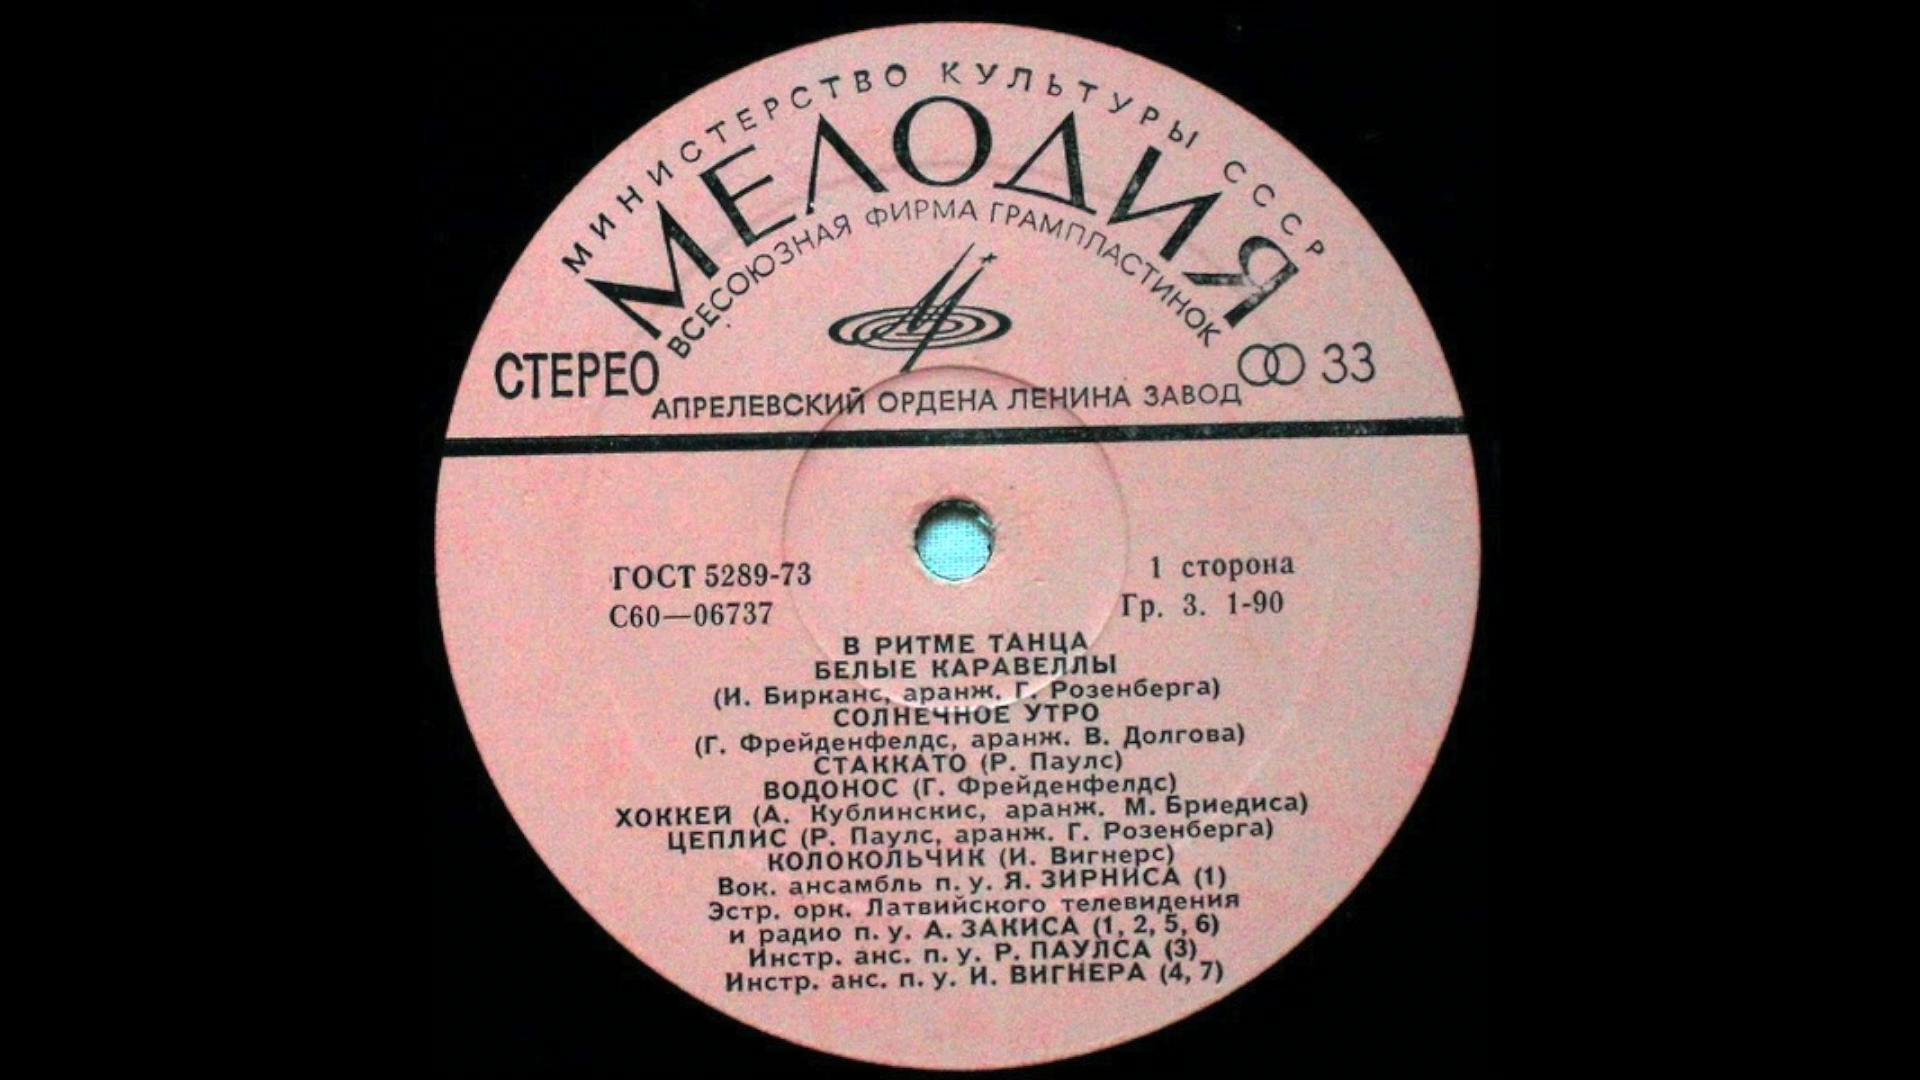 МИНИСТЕРСТВО КУЛЬТУРЫ СССР
МЕЛОДИЯ
ВСЕСОЮЗНАЯ ФИРМА ГРАМПЛАСТИНОК
СТЕРЕО
33
АПРЕЛЕВСКИЙ ОРДЕНА ЛЕНИНА ЗАВОД
ГОСТ 5289-73
1 сторона
С60—06737
Гр. 3. 1-90
В РИТМЕ ТАНЦА
БЕЛЫЕ КАРАВЕЛЛЫ
(И. Бирканс, аранж. Г. Розенберга)
СОЛНЕЧНОЕ УТРО
(Г. Фрейденфелдс, аранж. В. Долгова)
СТАККАТО (Р. Паулс)
ВОДОНОС (Г. Фрейденфелдс)
ХОККЕЙ (А. Кублинскис, аранж. М. Бриедиса)
ЦЕПЛИС (Р. Паулс, аранж. Г. Розенберга)
КОЛОКОЛЬЧИК (И. Вигнерс)
Вок. ансамбль п. у. Я. ЗИРНИСА (1)
Эстр. орк. Латвийского телевидения
и радио п. у. А. ЗАКИСА (1, 2, 5, 6)
Инстр. анс. п. у. Р. ПАУЛСА (3)
Инстр. анс. п. у. И. ВИГНЕРА (4, 7)